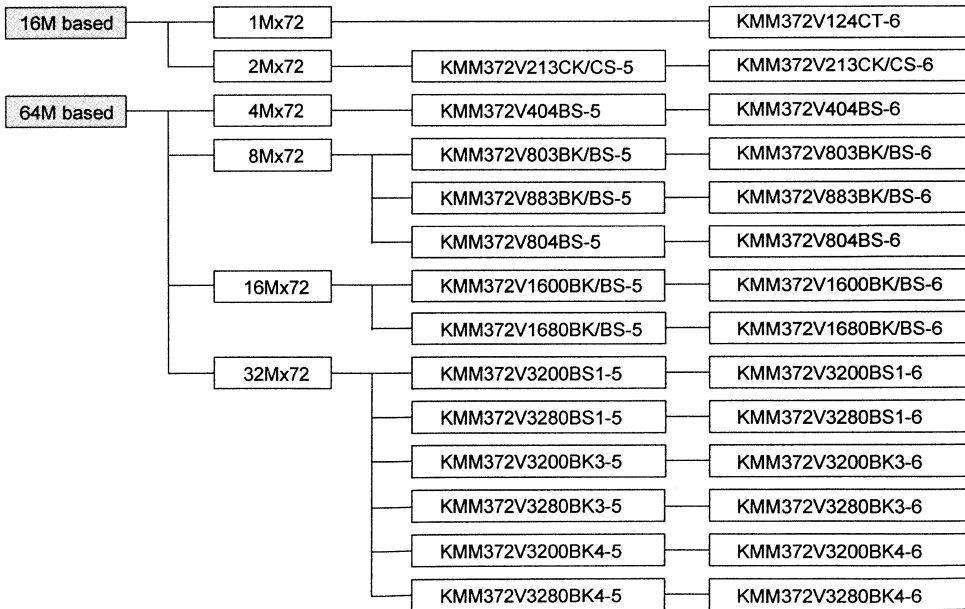 16M based 1Mx72 KMM372V124CT-6
2Mx72 KMM372V213CK/CS-5 KMM372V213CK/CS-6
64M based 4Mx72 KMM372V404BS-5 KMM372V404BS-6
8Mx72 KMM372V803BK/BS-5 KMM372V803BK/BS-6
KMM372V883BK/BS-5 KMM372V883BK/BS-6
KMM372V804BS-5 KMM372V804BS-6
16Mx72 KMM372V1600BK/BS-5 KMM372V1600BK/BS-6
KMM372V1680BK/BS-5 KMM372V1680BK/BS-6
32Mx72 KMM372V3200BS1-5 KMM372V3200BS1-6
KMM372V3280BS1-5 KMM372V3280BS1-6
KMM372V3200BK3-5 KMM372V3200BK3-6
KMM372V3280BK3-5 KMM372V3280BK3-6
KMM372V3200BK4-5 KMM372V3200BK4-6
KMM372V3280BK4-5 KMM372V3280BK4-6